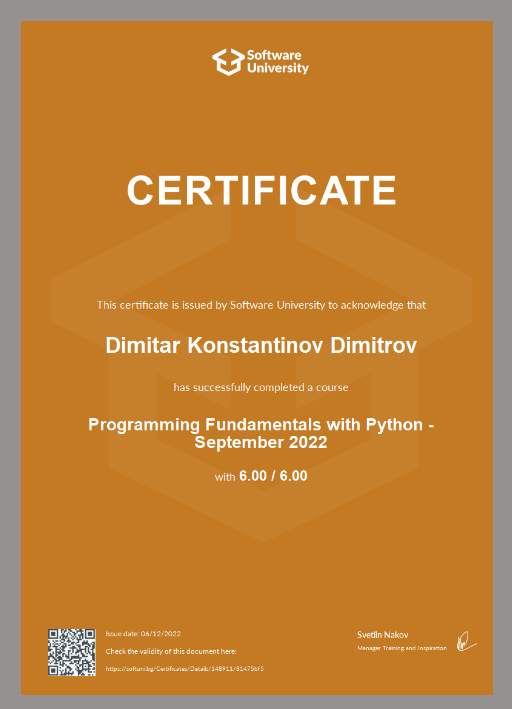 Software
University
CERTIFICATE
This certificate is issued by Software University to acknowledge that
Dimitar Konstantinov Dimitrov
has successfully completed a course
Programming Fundamentals with Python -
September 2022
with 6.00 / 6.00
Issue date: 06/12/2022
Check the validity of this document here:
https://softuni.bg/Certificates/Details/148911/81475bf5
Svetlin Nakov
Manager Training and Inspiration